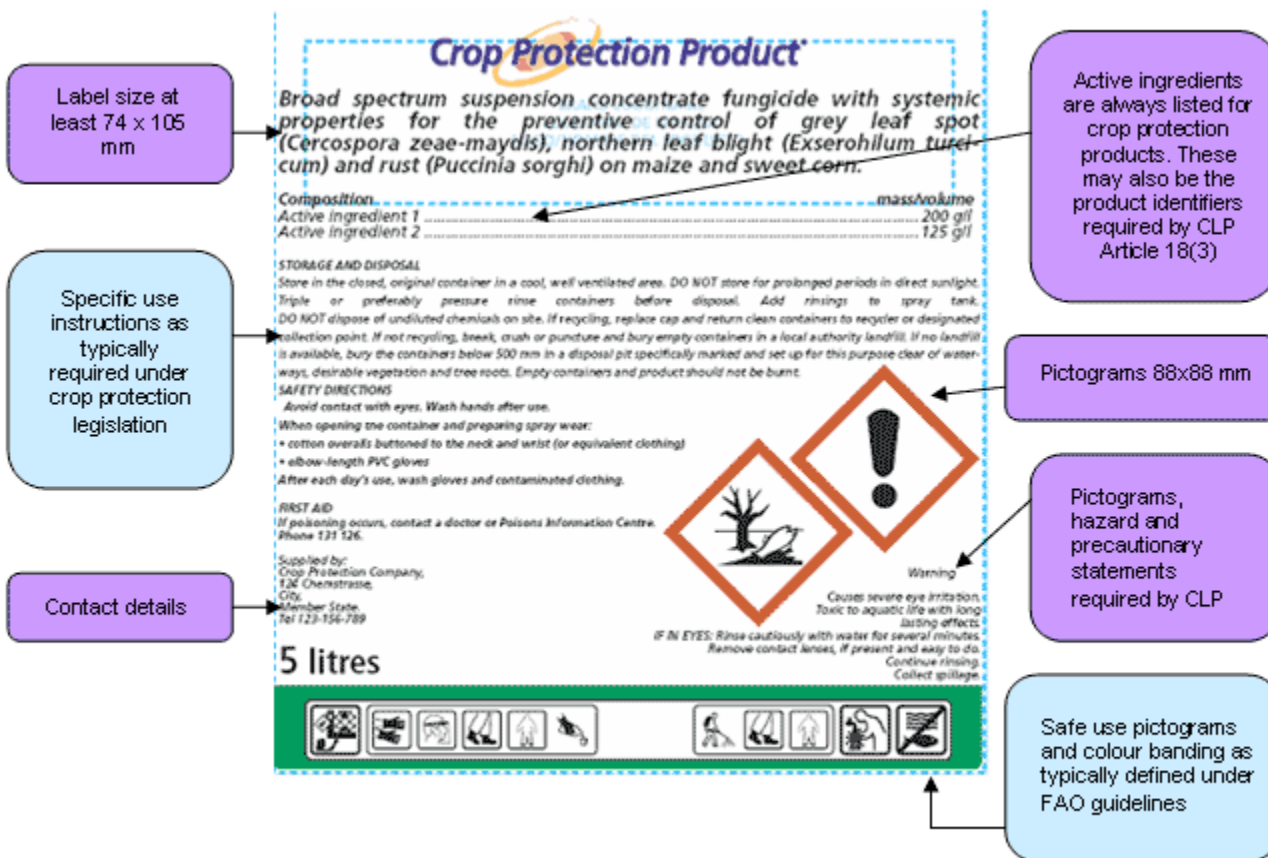 Crop Protection Product
Label size at
least 74 x 105
mm
Broad spectrum suspension concentrate fungicide with systemic
properties for the preventive control of grey leaf spot
(Cercospora zeae-maydis), northern leaf blight (Exserohilum turci-
cum) and rust (Puccinia sorghi) on maize and sweet corn.
Active ingredients
are always listed for
crop protection
products. These
may also be the
product identifiers
required by CLP
Article 18(3)
Composition mass/volume
Active ingredient 1 200 g/l
Active ingredient 2 125 g/l
Specific use
instructions as
typically
required under
crop protection
legislation
STORAGE AND DISPOSAL
Store in the closed, original container in a cool, well ventilated area. DO NOT store for prolonged periods in direct sunlight.
Triple or preferably pressure rinse containers before disposal. Add rinsings to spray tank.
DO NOT dispose of undiluted chemicals on site. If recycling, replace cap and return clean containers to recycler or designated
collection point. If not recycling, break, crush or puncture and bury empty containers in a local authority landfill. If no landfill
is available, bury the containers below 500 mm in a disposal pit specifically marked and set up for this purpose clear of water-
ways, desirable vegetation and tree roots. Empty containers and product should not be burnt.
SAFETY DIRECTIONS
Avoid contact with eyes. Wash hands after use.
When opening the container and preparing spray wear:
• cotton overalls buttoned to the neck and wrist (or equivalent clothing)
• elbow-length PVC gloves
After each day's use, wash gloves and contaminated clothing.
Pictograms 88x88 mm
FIRST AID
If poisoning occurs, contact a doctor or Poisons Information Centre.
Phone 131 126.
Pictograms,
hazard and
precautionary
statements
required by CLP
Contact details
Supplied by:
Crop Protection Company,
124 Chemstrasse,
City,
Member State.
Tel 123-156-789
Warning
Causes severe eye irritation.
Toxic to aquatic life with long
lasting effects.
IF IN EYES: Rinse cautiously with water for several minutes.
Remove contact lenses, if present and easy to do.
Continue rinsing.
Collect spillage.
5 litres
Safe use pictograms
and colour banding as
typically defined under
FAO guidelines